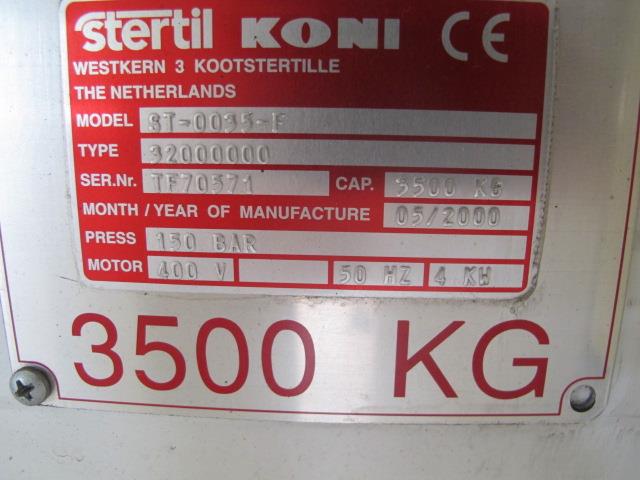 stertil KONI CE
WESTKERN 3 KOOTSTERTILLE
THE NETHERLANDS
MODEL ST-0035-F
TYPE 32000000
SER.Nr. TF70571 CAP. 3500 KG
MONTH / YEAR OF MANUFACTURE 05/2000
PRESS 150 BAR
MOTOR 400 V 50 HZ 4 KW
3500 KG